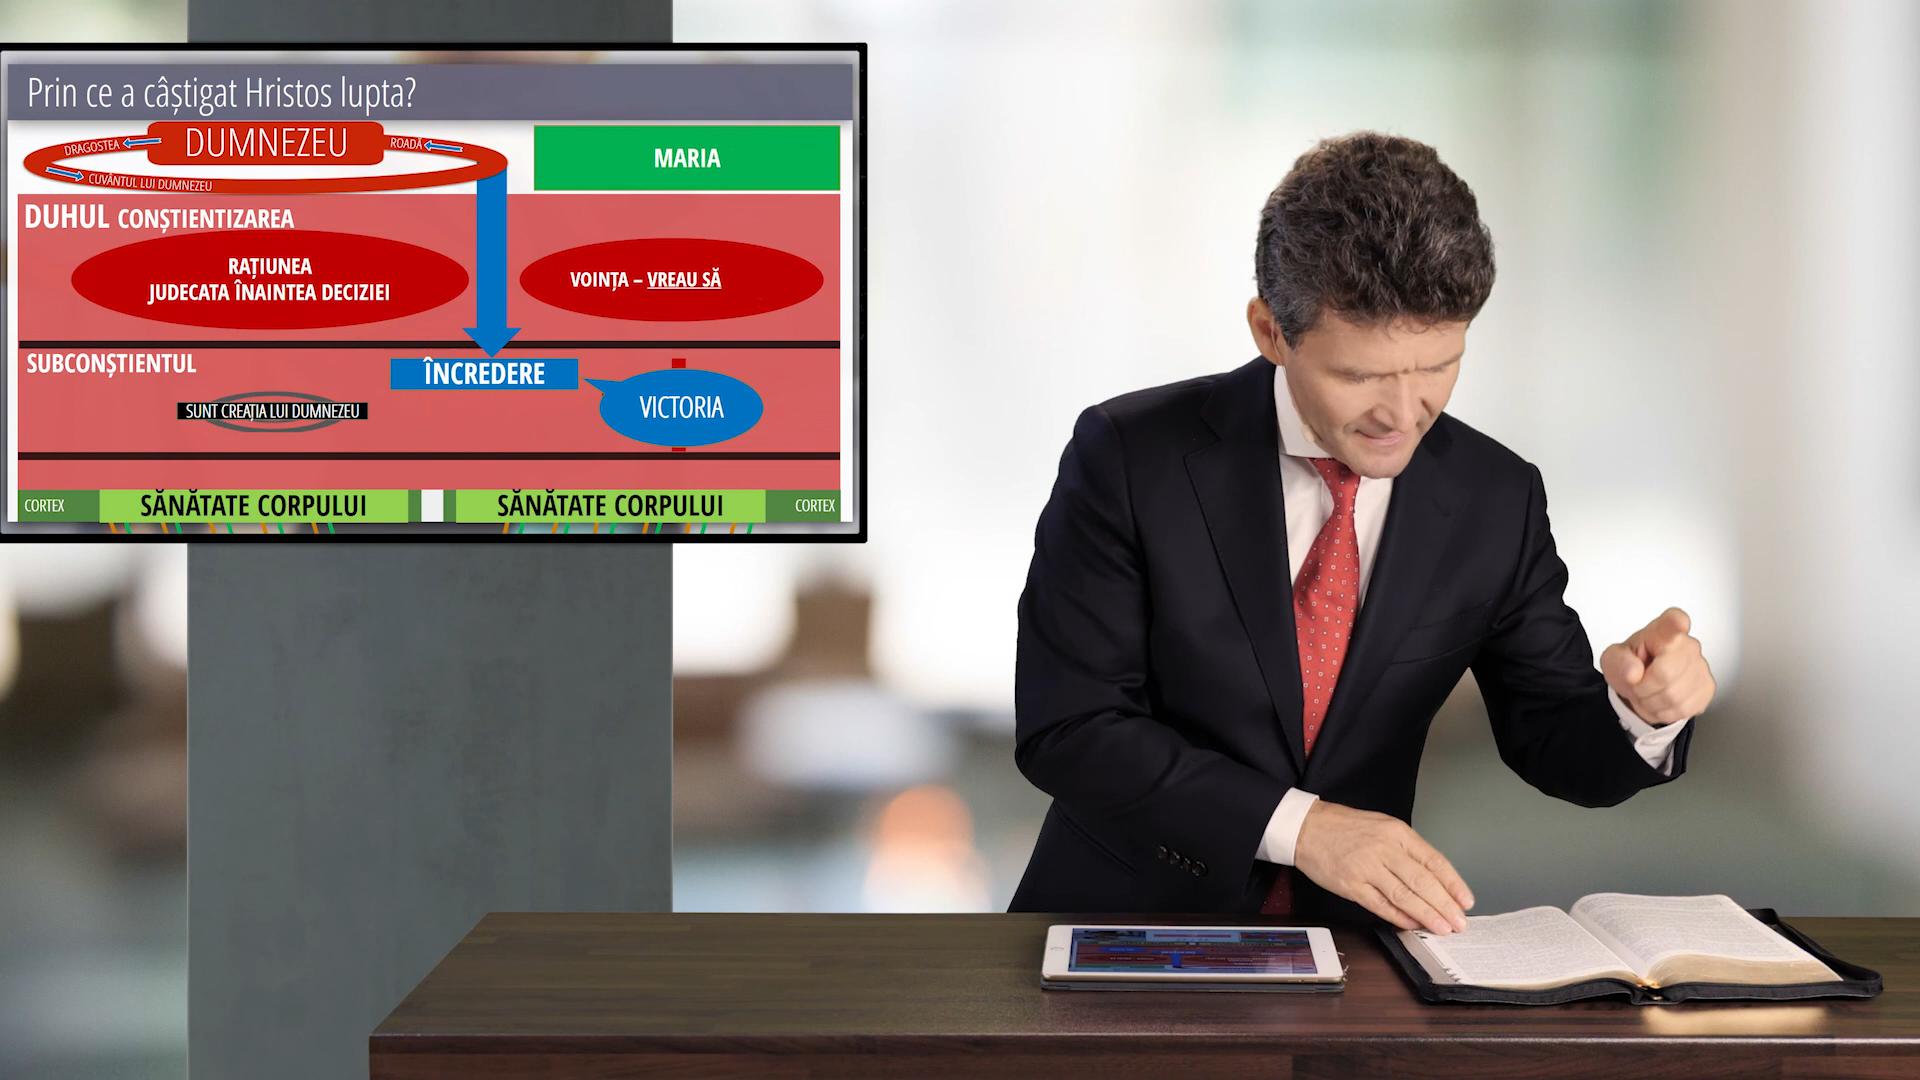 Prin ce a câștigat Hristos lupta?
DRAGOSTEA
DUMNEZEU
ROADĂ
CUVÂNTUL LUI DUMNEZEU
MARIA
DUHUL CONȘTIENTIZAREA
RAȚIUNEA
JUDECATA ÎNAINTEA DECIZIEI
VOINȚA – VREAU SĂ
SUBCONȘTIENTUL
ÎNCREDERE
SUNT CREAȚIA LUI DUMNEZEU
VICTORIA
CORTEX
SĂNĂTATE CORPULUI
SĂNĂTATE CORPULUI
CORTEX